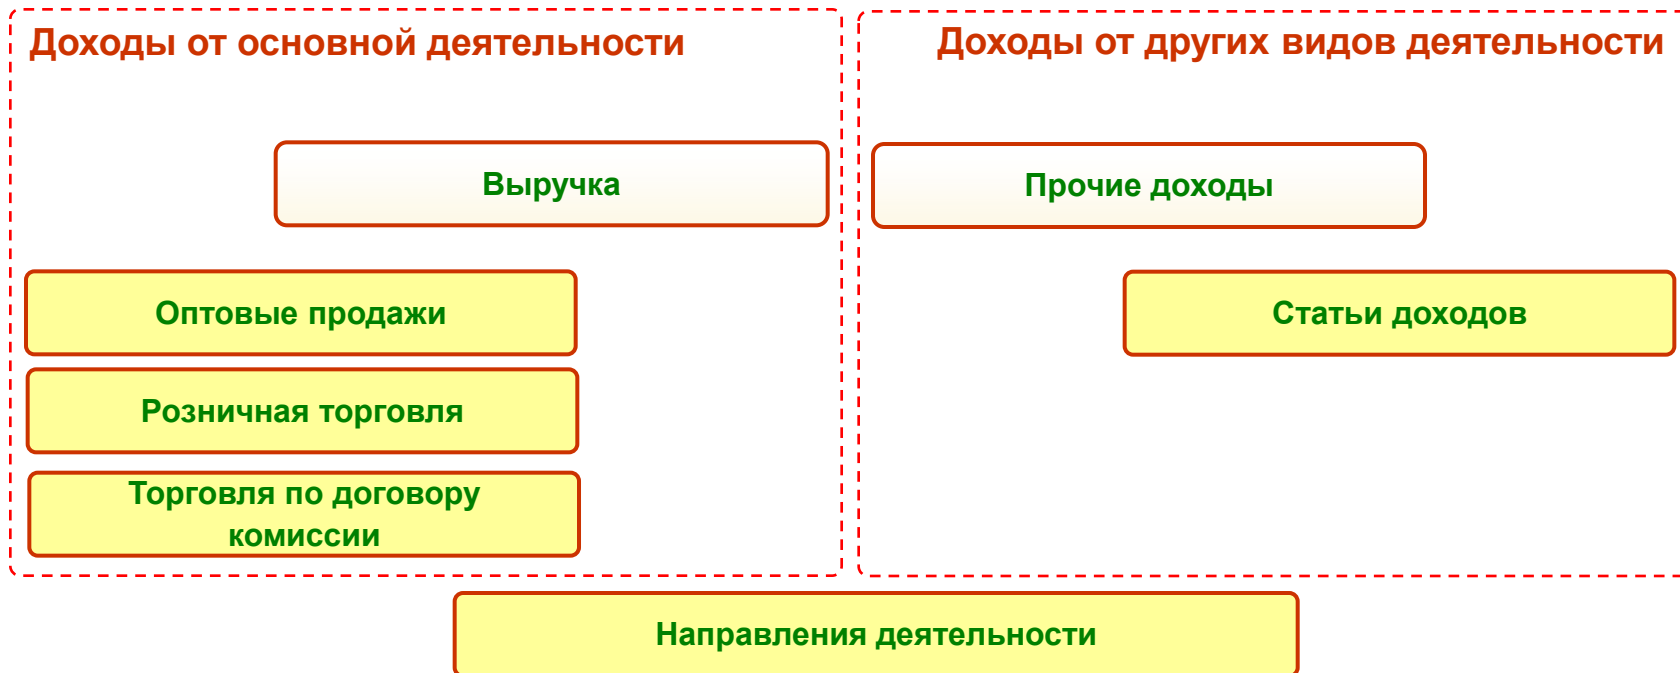 Доходы от основной деятельности
Доходы от других видов деятельности
Выручка
Прочие доходы
Оптовые продажи
Статьи доходов
Розничная торговля
Торговля по договору
комиссии
Направления деятельности